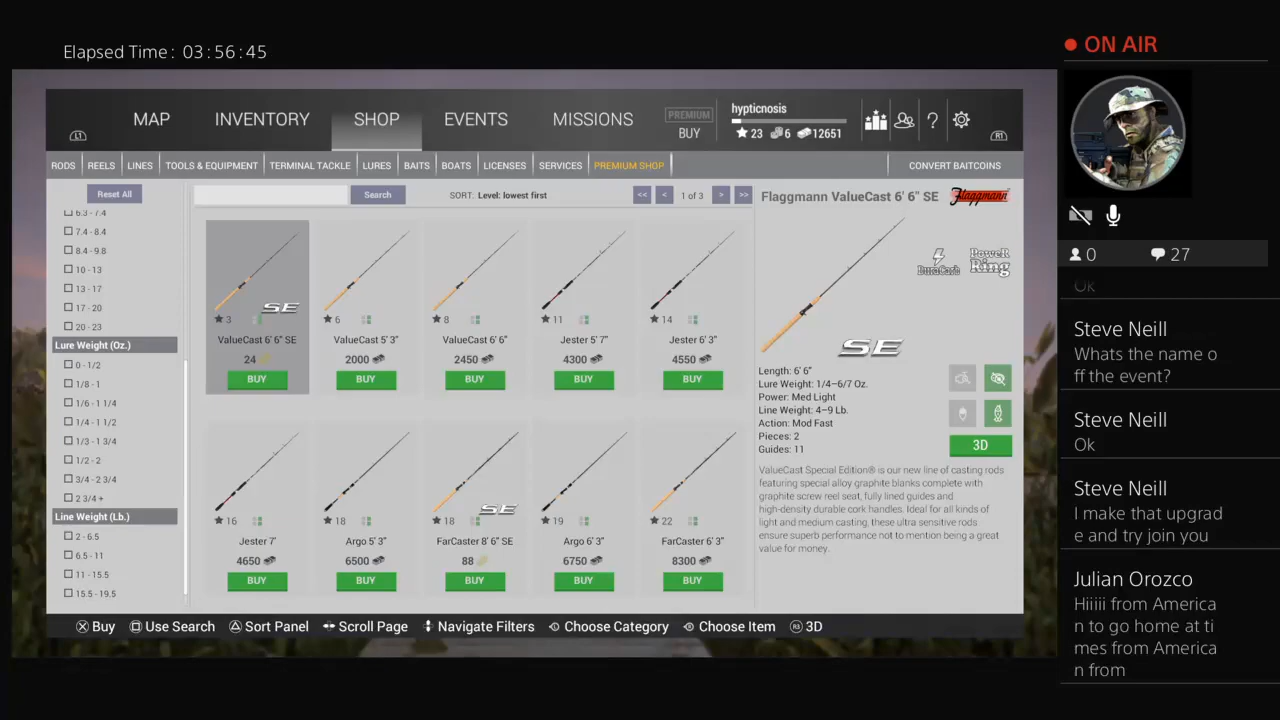 Elapsed Time: 03:56:45
ON AIR
L1
MAP
INVENTORY
SHOP
EVENTS
MISSIONS
PREMIUM
BUY
hypticnosis
23 6 12651
?
R1
RODS
REELS
LINES
TOOLS & EQUIPMENT
TERMINAL TACKLE
LURES
BAITS
BOATS
LICENSES
SERVICES
PREMIUM SHOP
CONVERT BAITCOINS
Reset All
Search
SORT: Level: lowest first
<< < 1 of 3 > >>
6.3 - 7.4
7.4 - 8.4
8.4 - 9.8
10 - 13
13 - 17
17 - 20
20 - 23
Lure Weight (Oz.)
0 - 1/2
1/8 - 1
1/6 - 1 1/4
1/4 - 1 1/2
1/3 - 1 3/4
1/2 - 2
3/4 - 2 3/4
2 3/4 +
Line Weight (Lb.)
2 - 6.5
6.5 - 11
11 - 15.5
15.5 - 19.5
SE
3
6
8
11
14
ValueCast 6' 6" SE
ValueCast 5' 3"
ValueCast 6' 6"
Jester 5' 7"
Jester 6' 3"
24
2000
2450
4300
4550
BUY
BUY
BUY
BUY
BUY
SE
16
18
18
19
22
Jester 7'
Argo 5' 3"
FarCaster 8' 6" SE
Argo 6' 3"
FarCaster 6' 3"
4650
6500
88
6750
8300
BUY
BUY
BUY
BUY
BUY
Flaggmann ValueCast 6' 6" SE
Flaggmann
DuraCarb
PoweR Ring
SE
Length: 6' 6"
Lure Weight: 1/4–6/7 Oz.
Power: Med Light
Line Weight: 4–9 Lb.
Action: Mod Fast
Pieces: 2
Guides: 11
3D
ValueCast Special Edition® is our new line of casting rods
featuring special alloy graphite blanks complete with
graphite screw reel seat, fully lined guides and
high-density durable cork handles. Ideal for all kinds of
light and medium casting, these ultra sensitive rods
ensure superb performance not to mention being a great
value for money.
Buy
Use Search
Sort Panel
Scroll Page
Navigate Filters
Choose Category
Choose Item
R3 3D
0 27
Ok
Steve Neill
Whats the name o
ff the event?
Steve Neill
Ok
Steve Neill
I make that upgrad
e and try join you
Julian Orozco
Hiiiii from America
n to go home at ti
mes from America
n from